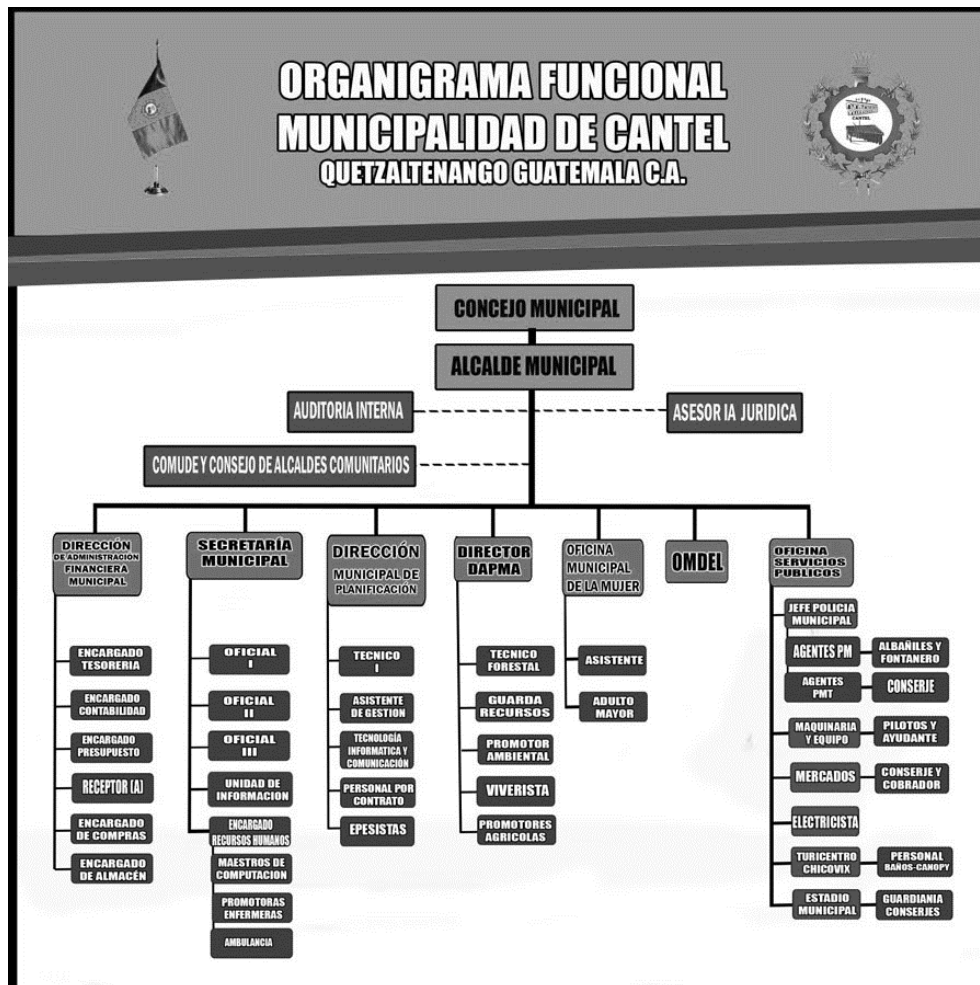 ORGANIGRAMA FUNCIONAL
MUNICIPALIDAD DE CANTEL
QUETZALTENANGO GUATEMALA C.A.
CANTEL
CONCEJO MUNICIPAL
ALCALDE MUNICIPAL
AUDITORIA INTERNA
ASESOR IA JURIDICA
COMUDE Y CONSEJO DE ALCALDES COMUNITARIOS
DIRECCIÓN
DE ADMINISTRACION
FINANCIERA
MUNICIPAL
ENCARGADO
TESORERIA
ENCARGADO
CONTABILIDAD
ENCARGADO
PRESUPUESTO
RECEPTOR (A)
ENCARGADO
DE COMPRAS
ENCARGADO
DE ALMACÉN
SECRETARÍA
MUNICIPAL
OFICIAL
I
OFICIAL
II
OFICIAL
III
UNIDAD DE
INFORMACION
ENCARGADO
RECURSOS HUMANOS
MAESTROS DE
COMPUTACION
PROMOTORAS
ENFERMERAS
AMBULANCIA
DIRECCIÓN
MUNICIPAL DE
PLANIFICACIÓN
TECNICO
I
ASISTENTE
DE GESTION
TECNOLOGÍA
INFORMATICA Y
COMUNICACIÓN
PERSONAL POR
CONTRATO
EPESISTAS
DIRECTOR
DAPMA
TECNICO
FORESTAL
GUARDA
RECURSOS
PROMOTOR
AMBIENTAL
VIVERISTA
PROMOTORES
AGRICOLAS
OFICINA
MUNICIPAL
DE LA MUJER
ASISTENTE
ADULTO
MAYOR
OMDEL
OFICINA
SERVICIOS
PUBLICOS
JEFE POLICIA
MUNICIPAL
AGENTES PM
ALBAÑILES Y
FONTANERO
AGENTES
PMT
CONSERJE
MAQUINARIA
Y EQUIPO
PILOTOS Y
AYUDANTE
MERCADOS
CONSERJE Y
COBRADOR
ELECTRICISTA
TURICENTRO
CHICOVIX
PERSONAL
BAÑOS-CANOPY
ESTADIO
MUNICIPAL
GUARDIANIA
CONSERJES